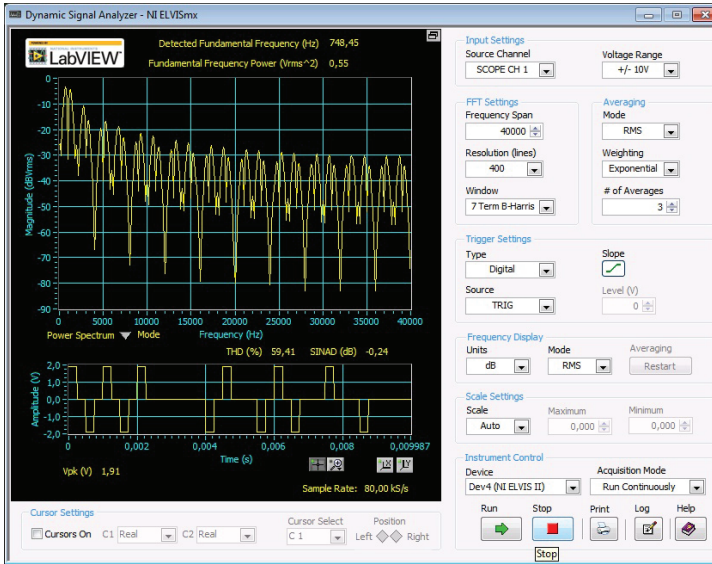 Dynamic Signal Analyzer - NI ELVISmx
LabVIEW
Detected Fundamental Frequency (Hz) 748,45
Fundamental Frequency Power (Vrms^2) 0,55
Magnitude (dBVrms)
0
-10
-20
-30
-40
-50
-60
-70
-80
-90
0 5000 10000 15000 20000 25000 30000 35000 40000
Power Spectrum Mode Frequency (Hz)
THD (%) 59,41 SINAD (dB) -0,24
Amplitude (V)
2,0
1,0
0,0
-1,0
-2,0
0 0,002 0,004 0,006 0,008 0,009987
Time (s)
Vpk (V) 1,91
Sample Rate: 80,00 kS/s
Cursor Settings
Cursors On C1 Real C2 Real
Cursor Select
C 1
Position
Left Right
Input Settings
Source Channel Voltage Range
SCOPE CH 1 +/- 10V
FFT Settings
Frequency Span
40000
Resolution (lines)
400
Window
7 Term B-Harris
Averaging
Mode
RMS
Weighting
Exponential
# of Averages
3
Trigger Settings
Type Slope
Digital
Source Level (V)
TRIG 0
Frequency Display
Units Mode Averaging
dB RMS Restart
Scale Settings
Scale Maximum Minimum
Auto 0,000 0,000
Instrument Control
Device Acquisition Mode
Dev4 (NI ELVIS II) Run Continuously
Run Stop Print Log Help
Stop